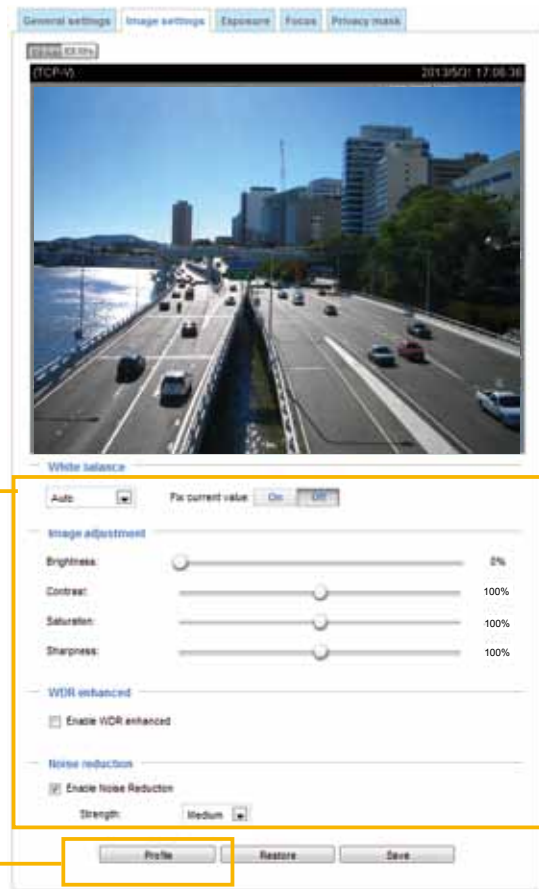 General settings Image settings Exposure Focus Privacy mask
(TCP-V) 2013/5/31 17:06:36
White balance
Auto Fix current value: On Off
Image adjustment
Brightness: 0%
Contrast: 100%
Saturation: 100%
Sharpness: 100%
WDR enhanced
Enable WDR enhanced
Noise reduction
Enable Noise Reduction
Strength: Medium
Profile Restore Save